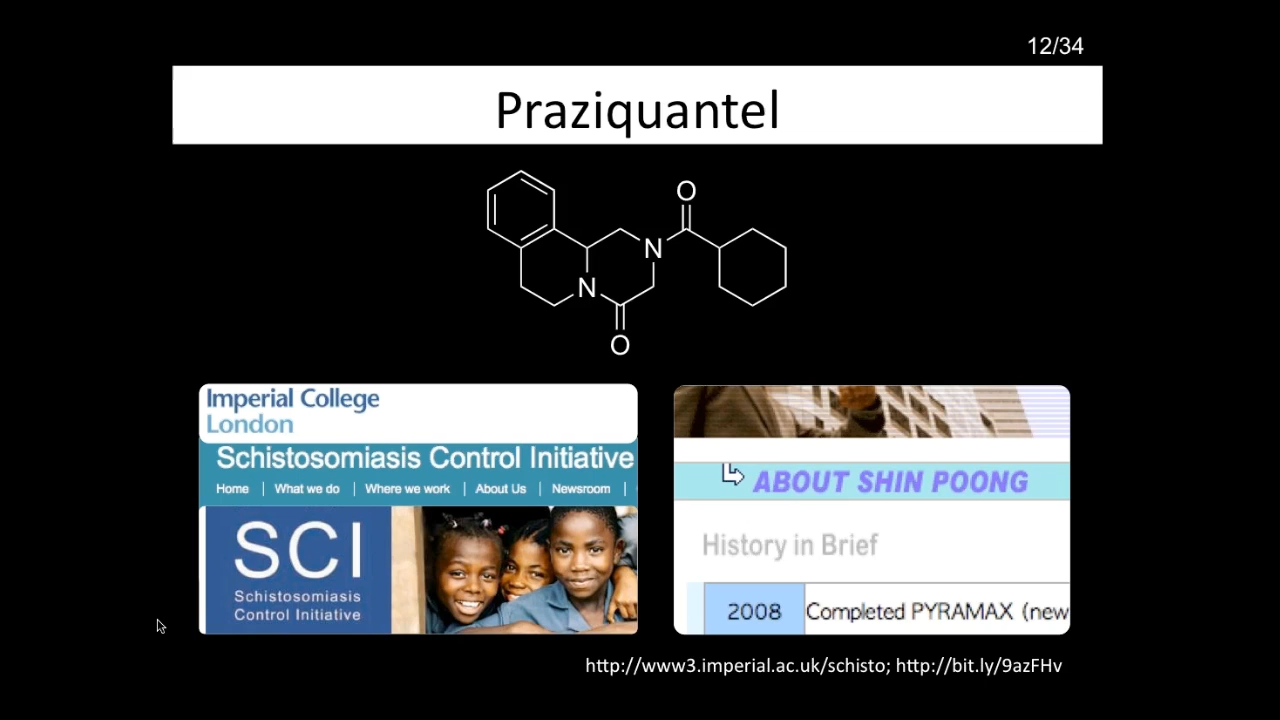 12/34
Praziquantel
O
N
N
O
Imperial College
London
Schistosomiasis Control Initiative
Home | What we do | Where we work | About Us | Newsroom |
SCI
Schistosomiasis
Control Initiative
ABOUT SHIN POONG
History in Brief
2008 Completed PYRAMAX (new
http://www3.imperial.ac.uk/schisto; http://bit.ly/9azFHv